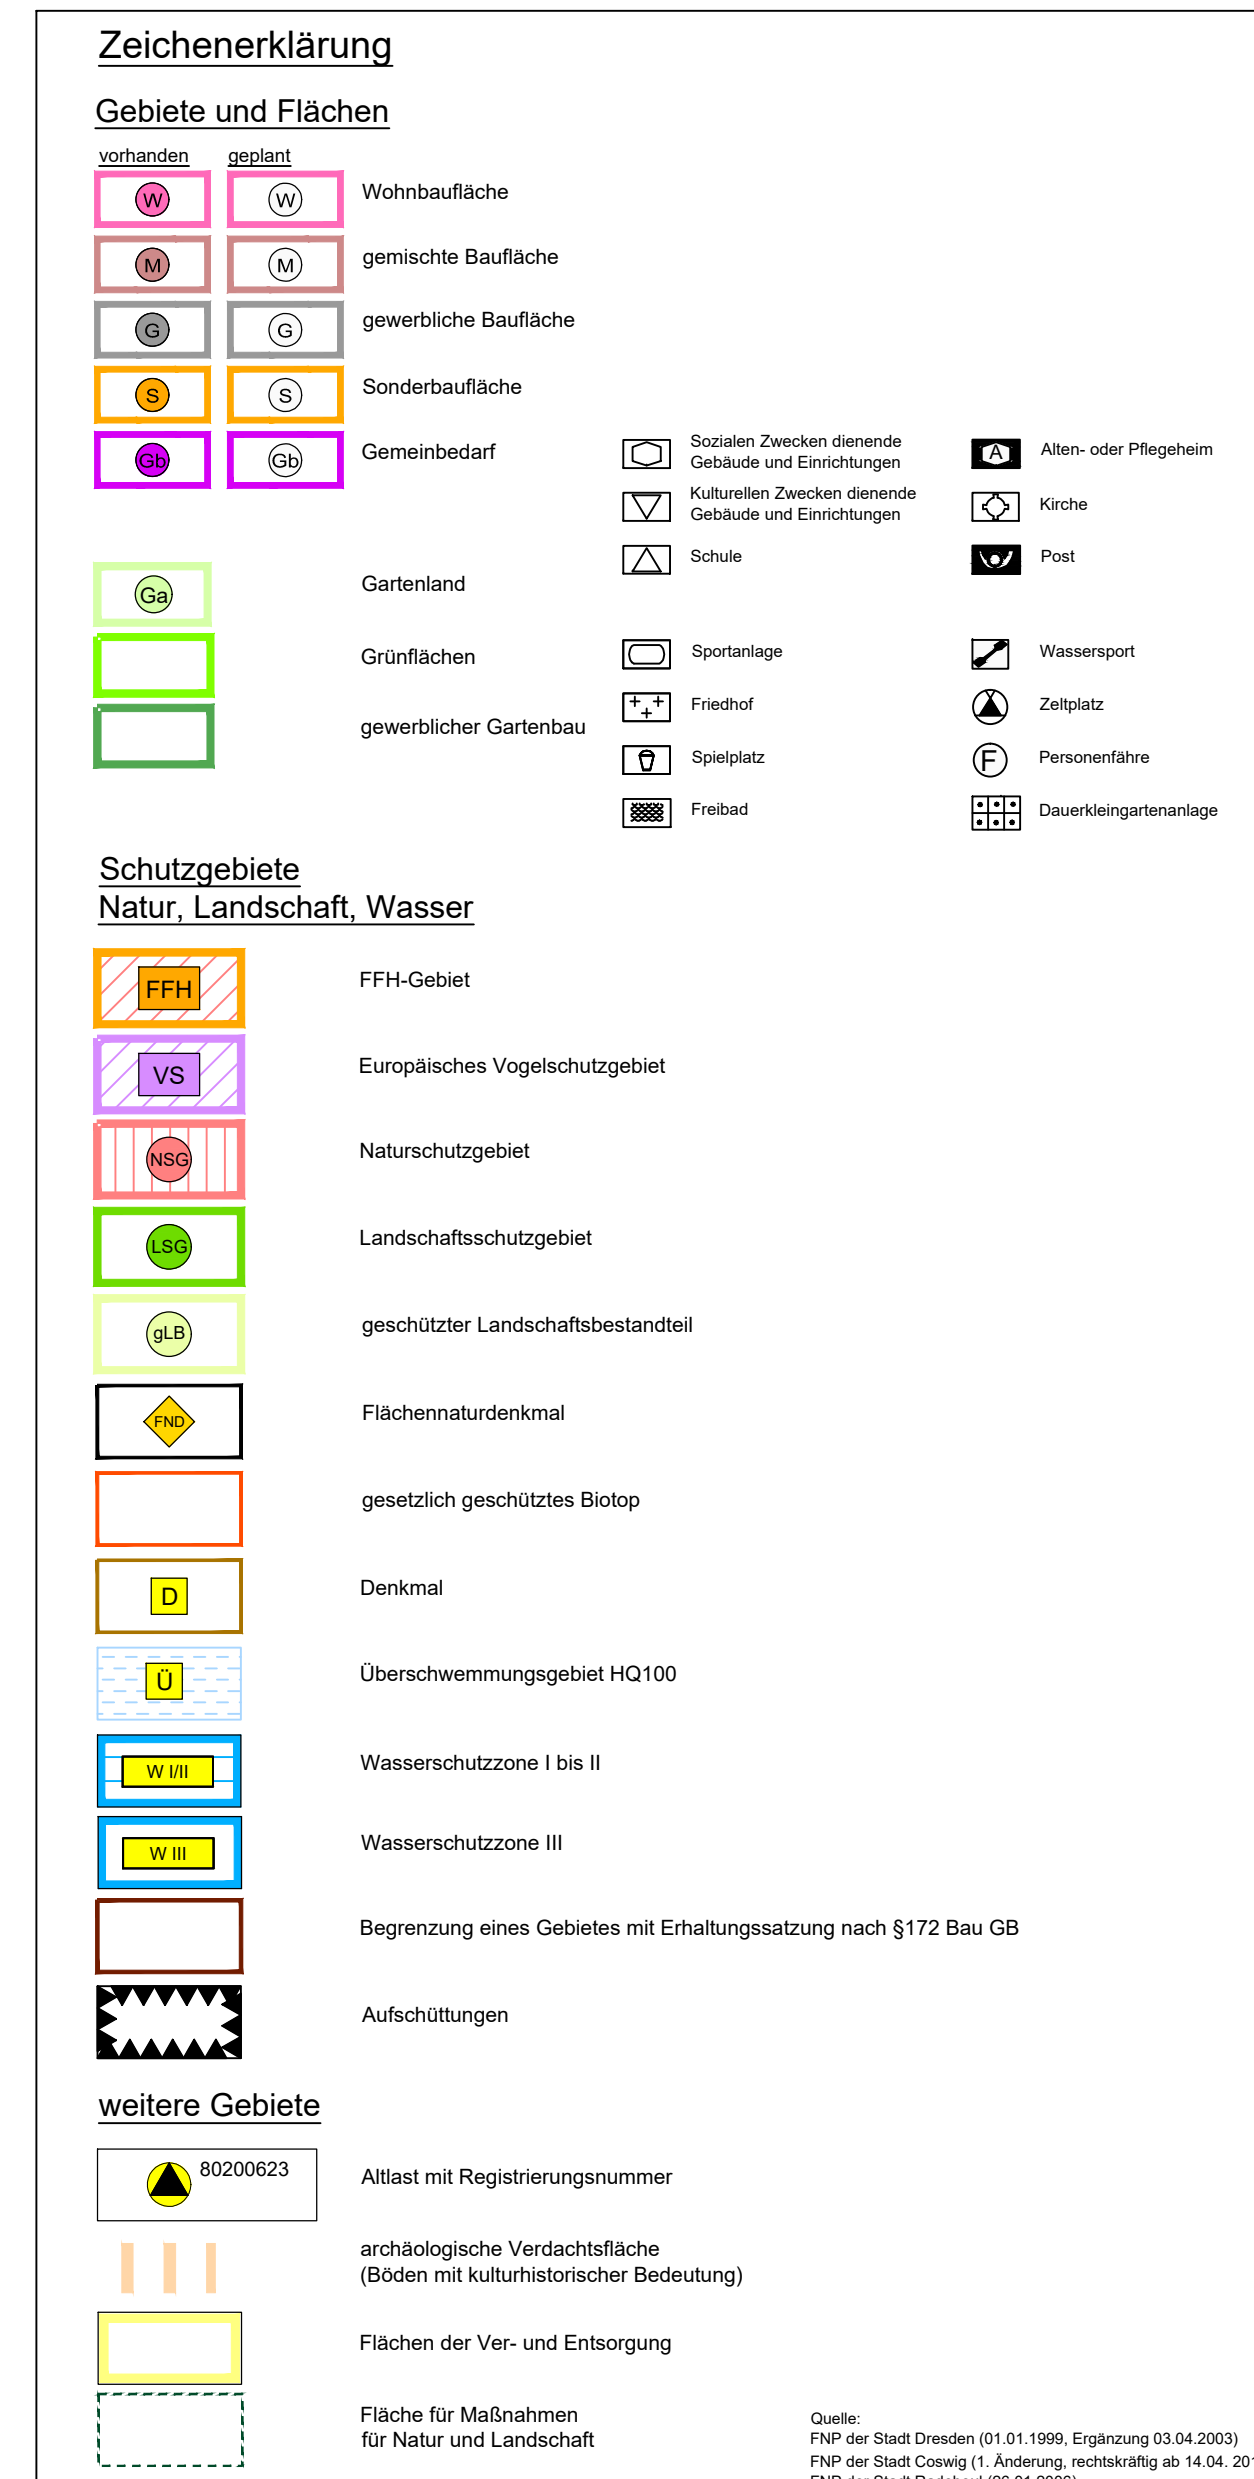 Zeichenerklärung
Gebiete und Flächen
vorhanden geplant
W W Wohnbaufläche
M M gemischte Baufläche
G G gewerbliche Baufläche
S S Sonderbaufläche
Gb Gb Gemeinbedarf
Sozialen Zwecken dienende
Gebäude und Einrichtungen
A Alten- oder Pflegeheim
Kulturellen Zwecken dienende
Gebäude und Einrichtungen
Kirche
Schule
Post
Ga Gartenland
Grünflächen
gewerblicher Gartenbau
Sportanlage
Wassersport
Friedhof
Zeltplatz
Spielplatz
F Personenfähre
Freibad
Dauerkleingartenanlage
Schutzgebiete
Natur, Landschaft, Wasser
FFH FFH-Gebiet
VS Europäisches Vogelschutzgebiet
NSG Naturschutzgebiet
LSG Landschaftsschutzgebiet
gLB geschützter Landschaftsbestandteil
FND Flächennaturdenkmal
gesetzlich geschütztes Biotop
D Denkmal
Ü Überschwemmungsgebiet HQ100
W I/II Wasserschutzzone I bis II
W III Wasserschutzzone III
Begrenzung eines Gebietes mit Erhaltungssatzung nach §172 Bau GB
Aufschüttungen
weitere Gebiete
80200623 Altlast mit Registrierungsnummer
archäologische Verdachtsfläche
(Böden mit kulturhistorischer Bedeutung)
Flächen der Ver- und Entsorgung
Fläche für Maßnahmen
für Natur und Landschaft
Quelle:
FNP der Stadt Dresden (01.01.1999, Ergänzung 03.04.2003)
FNP der Stadt Coswig (1. Änderung, rechtskräftig ab 14.04.